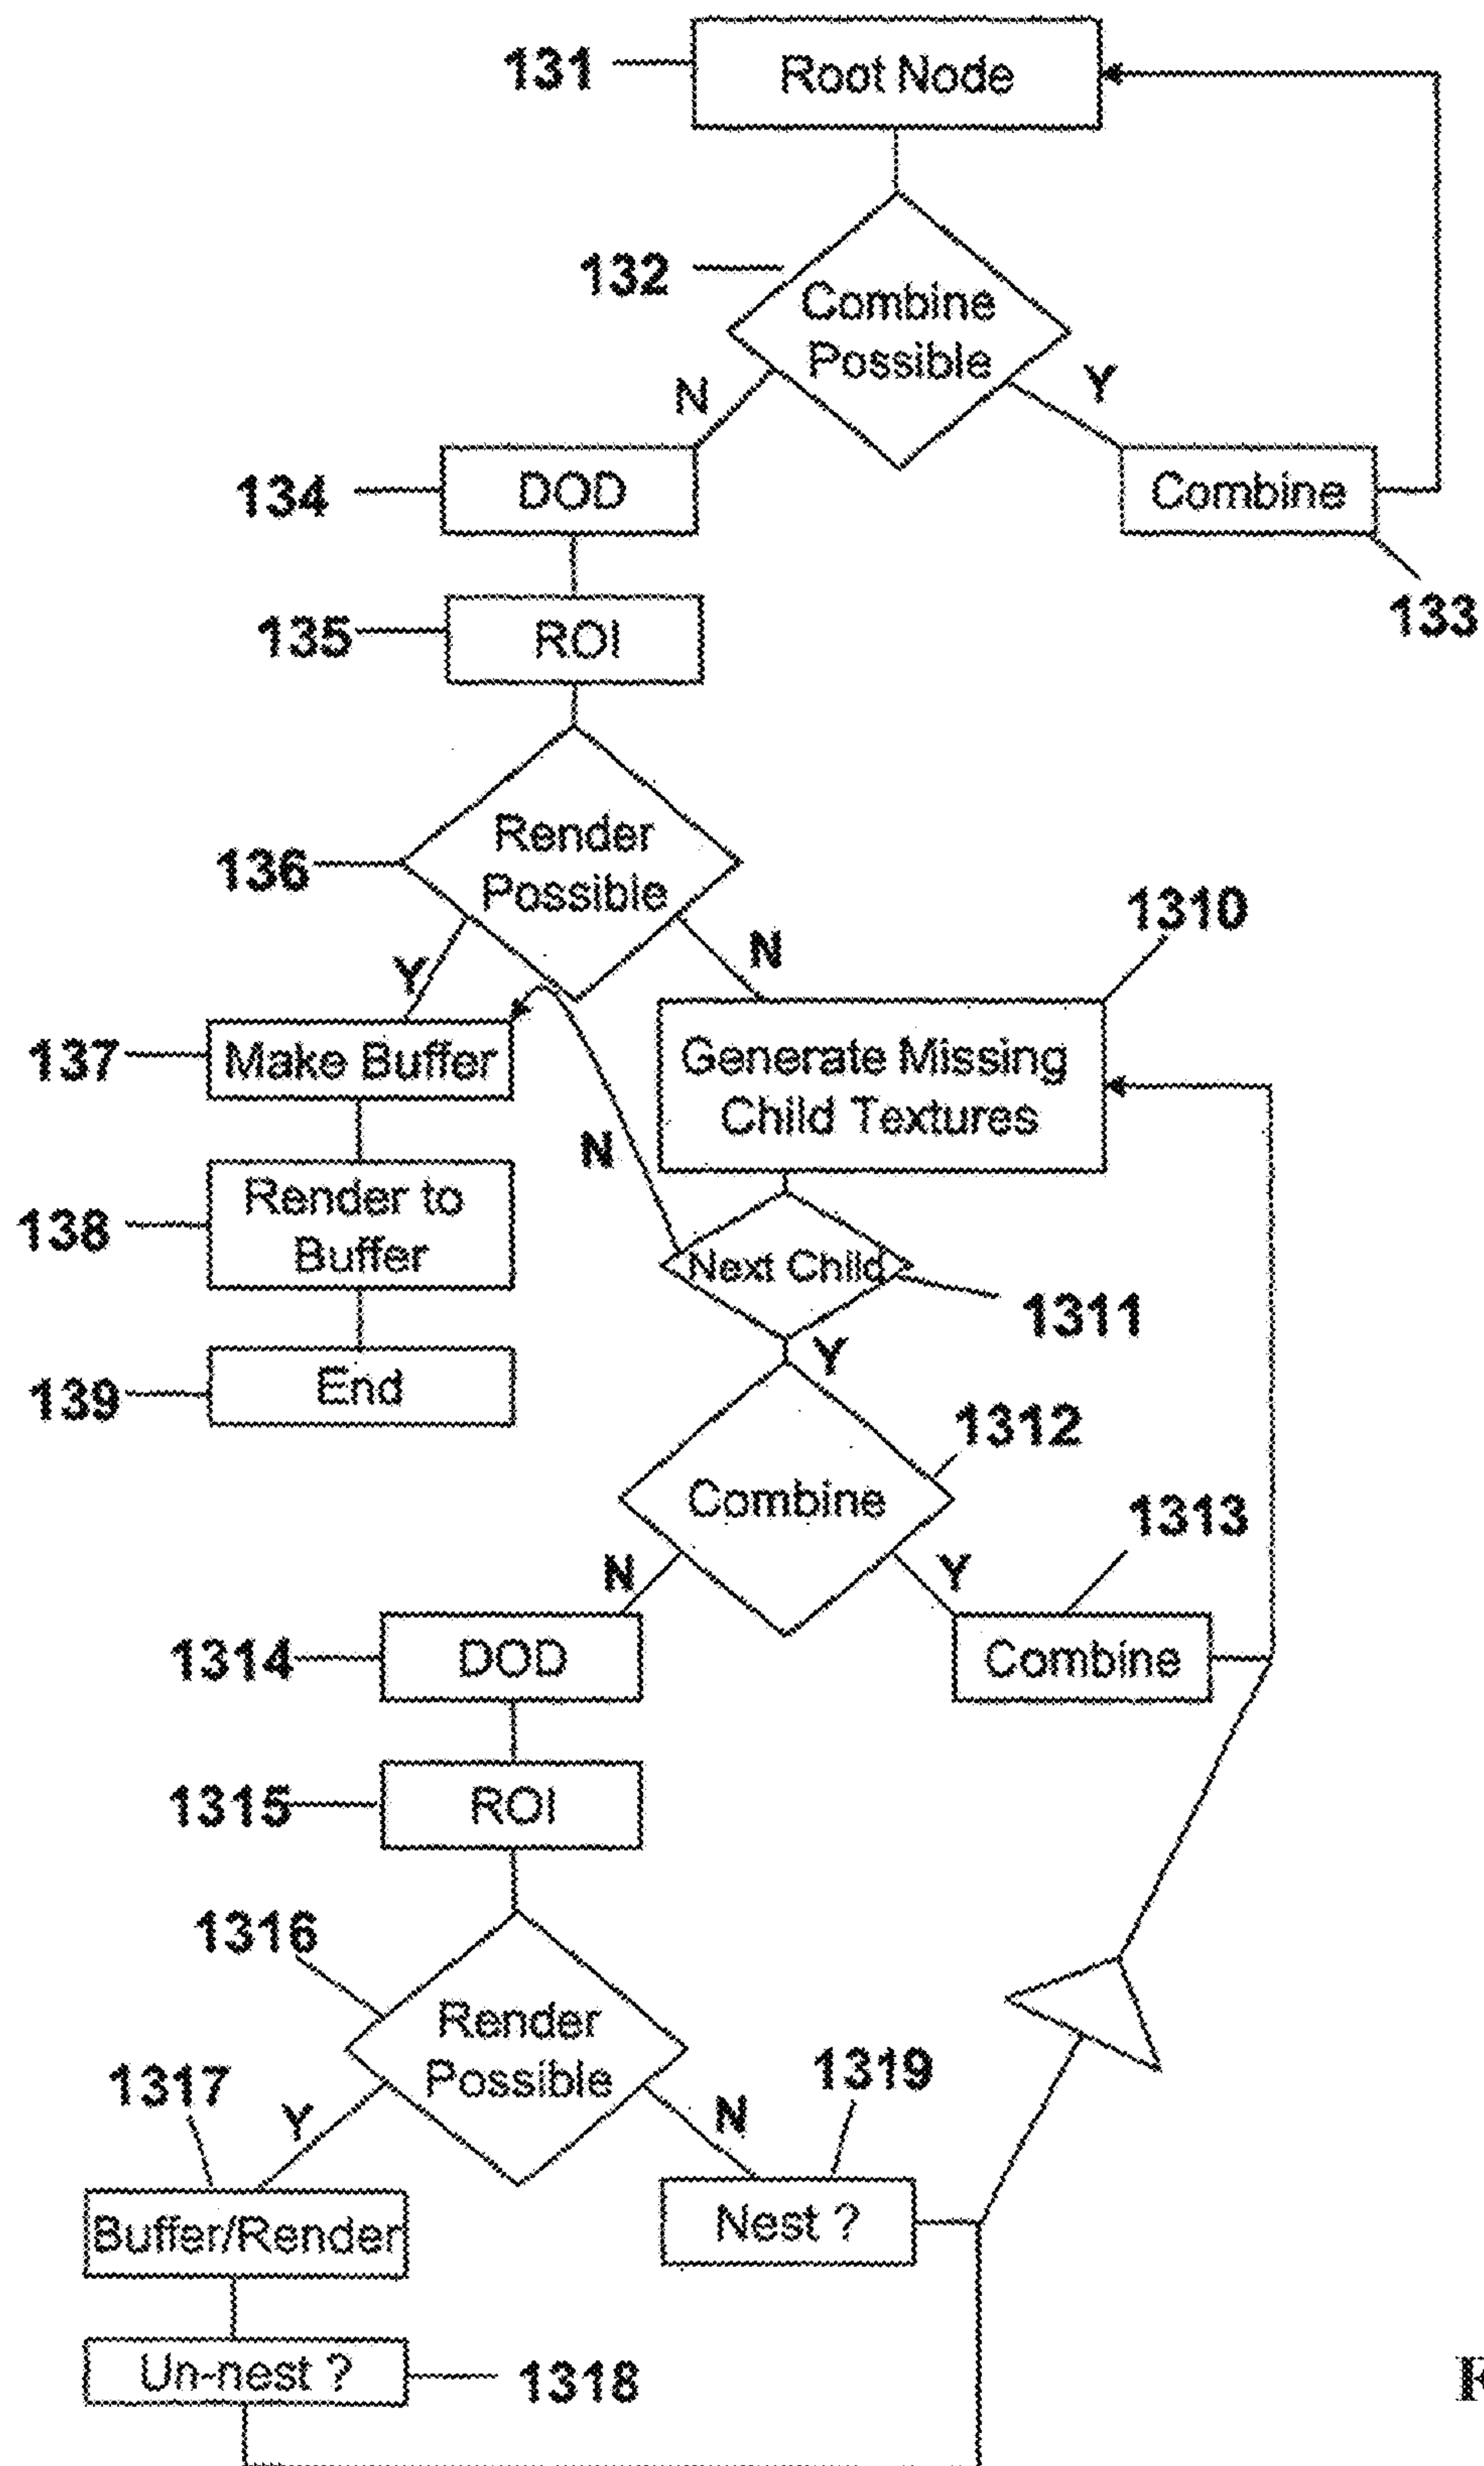 131
Root Node
132
Combine
Possible
N
Y
134
DOD
Combine
133
135
ROI
136
Render
Possible
Y
N
1310
137
Make Buffer
Generate Missing
Child Textures
N
138
Render to
Buffer
Next Child
1311
Y
139
End
1312
Combine
1313
N
Y
1314
DOD
Combine
1315
ROI
1316
Render
Possible
1317
Y
N
1319
Buffer/Render
Nest ?
Un-nest ?
1318